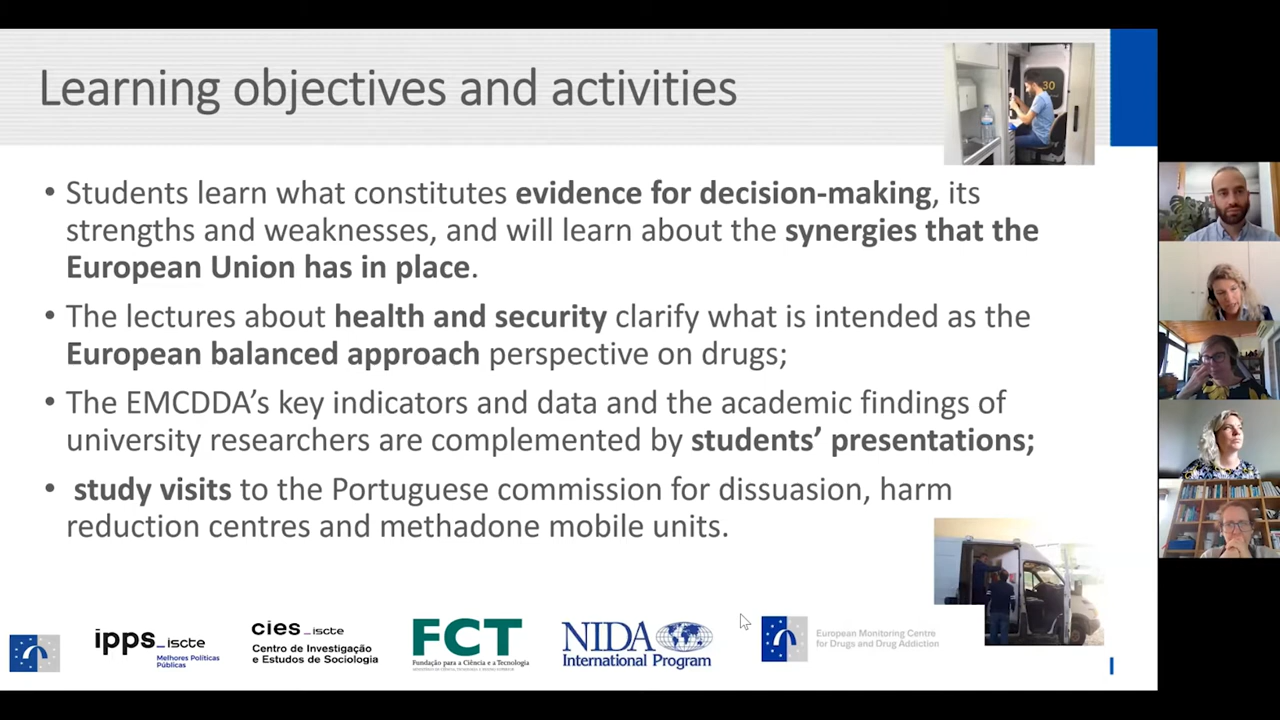 Learning objectives and activities
30
• Students learn what constitutes evidence for decision-making, its
strengths and weaknesses, and will learn about the synergies that the
European Union has in place.
• The lectures about health and security clarify what is intended as the
European balanced approach perspective on drugs;
• The EMCDDA’s key indicators and data and the academic findings of
university researchers are complemented by students’ presentations;
• study visits to the Portuguese commission for dissuasion, harm
reduction centres and methadone mobile units.
ipps_iscte
Melhores Políticas
Públicas
cies_iscte
Centro de Investigação
e Estudos de Sociologia
FCT
Fundação para a Ciência e a Tecnologia
NIDA
International Program
European Monitoring Centre
for Drugs and Drug Addiction